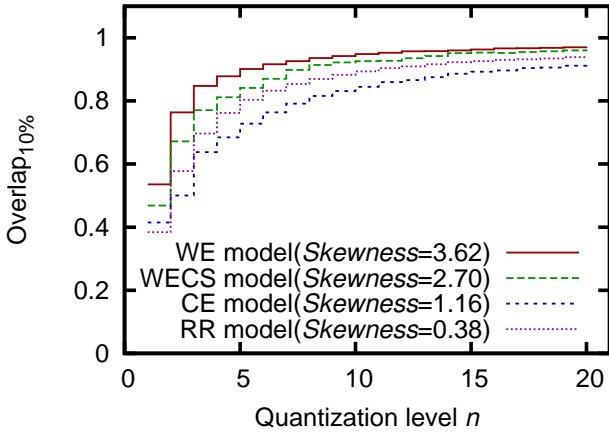 1
0.8
0.6
0.4
0.2
0
Overlap10%
WE model(Skewness=3.62)
WECS model(Skewness=2.70)
CE model(Skewness=1.16)
RR model(Skewness=0.38)
0 5 10 15 20
Quantization level n